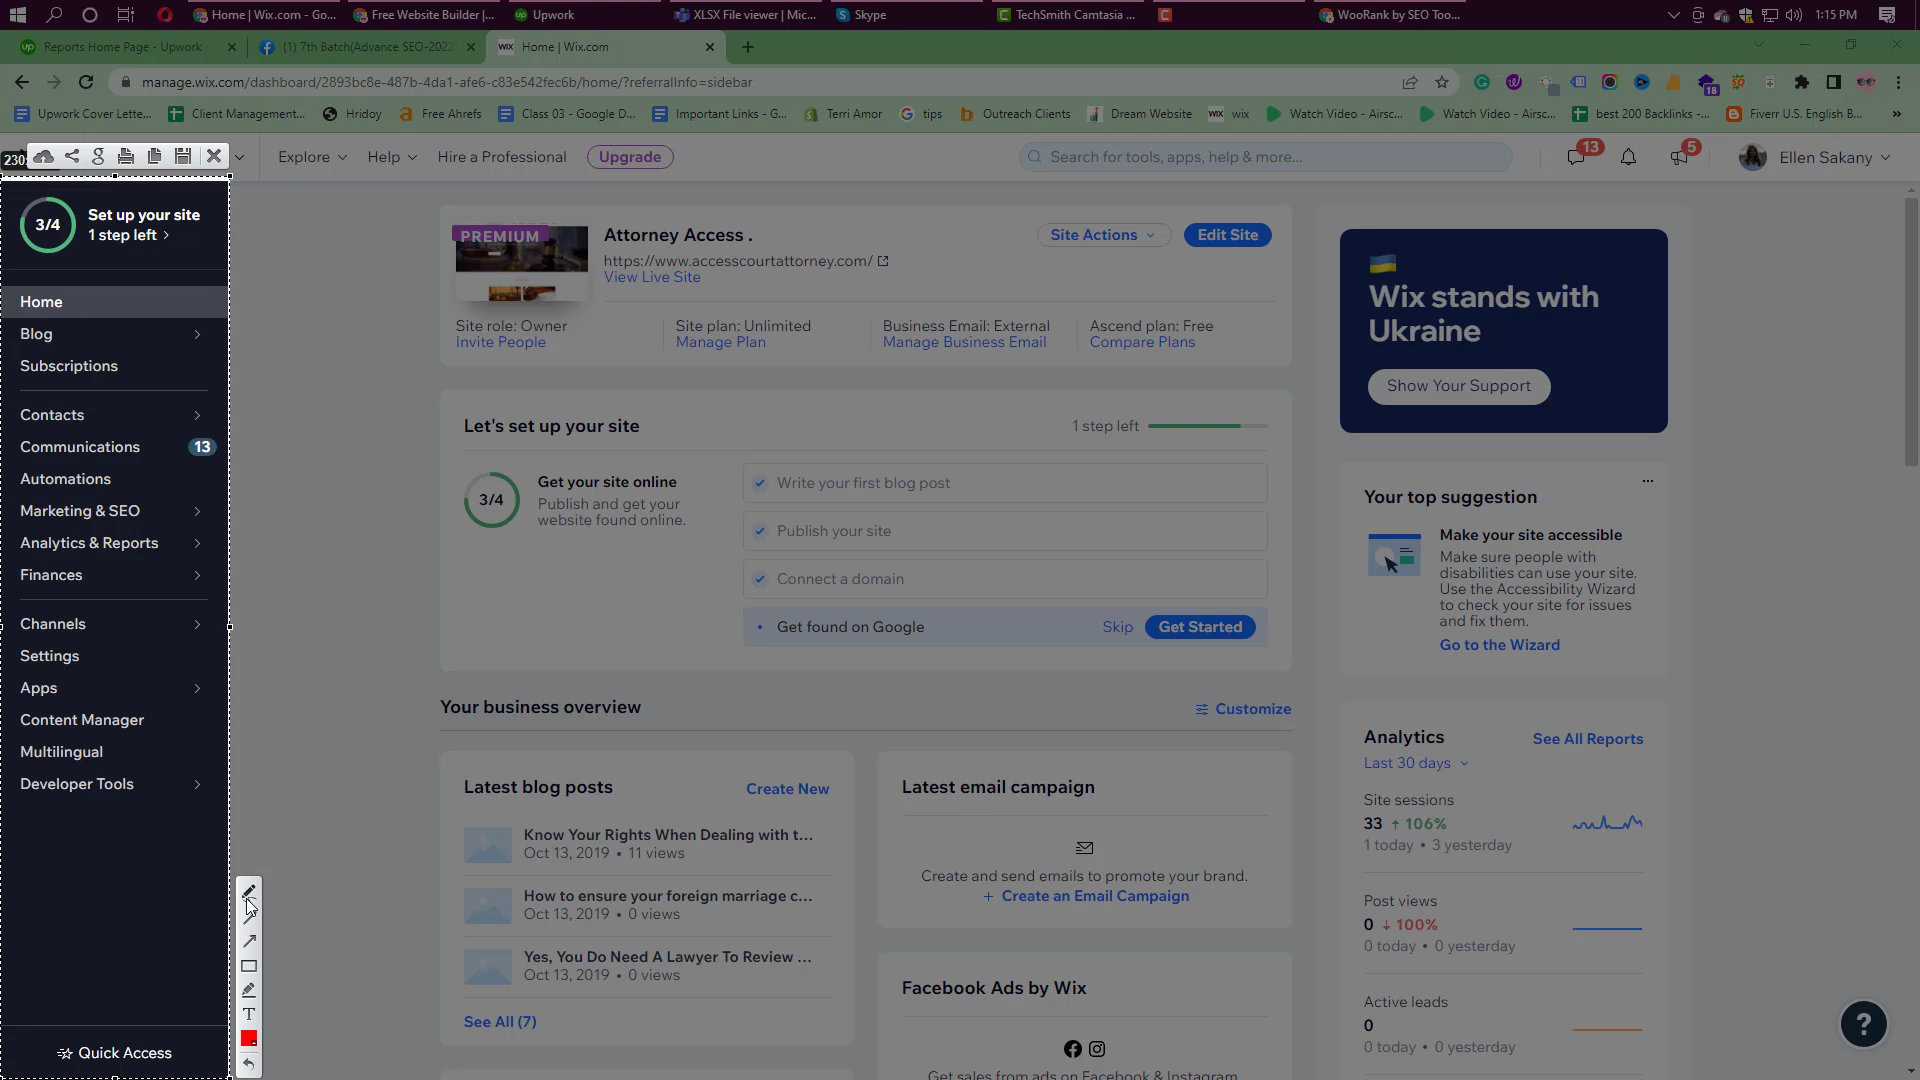 Home | Wix.com - Go...
Free Website Builder |...
Upwork
XLSX File viewer | Mic...
Skype
TechSmith Camtasia ...
WooRank by SEO Too...
1:15 PM
Reports Home Page - Upwork
(1) 7th Batch(Advance SEO-2022
Home | Wix.com
manage.wix.com/dashboard/2893bc8e-487b-4da1-afe6-c83e542fec6b/home/?referralInfo=sidebar
18
Upwork Cover Lette...
Client Management...
Hridoy
Free Ahrefs
Class 03 - Google D...
Important Links - G...
Terri Amor
tips
Outreach Clients
Dream Website
WIX wix
Watch Video - Airsc...
Watch Video - Airsc...
best 200 Backlinks -...
Fiverr U.S. English B...
230
Explore
Help
Hire a Professional
Upgrade
Search for tools, apps, help & more...
13
5
Ellen Sakany
3/4
Set up your site
1 step left >
Home
Blog
Subscriptions
Contacts
Communications
13
Automations
Marketing & SEO
Analytics & Reports
Finances
Channels
Settings
Apps
Content Manager
Multilingual
Developer Tools
Quick Access
T
PREMIUM
Attorney Access .
Site Actions
Edit Site
https://www.accesscourtattorney.com/
View Live Site
Site role: Owner
Invite People
Site plan: Unlimited
Manage Plan
Business Email: External
Manage Business Email
Ascend plan: Free
Compare Plans
Let's set up your site
1 step left
3/4
Get your site online
Publish and get your
website found online.
Write your first blog post
Publish your site
Connect a domain
Get found on Google
Skip
Get Started
Your business overview
Customize
Latest blog posts
Create New
Know Your Rights When Dealing with t...
Oct 13, 2019 • 11 views
How to ensure your foreign marriage c...
Oct 13, 2019 • 0 views
Yes, You Do Need A Lawyer To Review ...
Oct 13, 2019 • 0 views
See All (7)
Latest email campaign
Create and send emails to promote your brand.
+ Create an Email Campaign
Facebook Ads by Wix
Get sales from ads on Facebook & Instagram
Wix stands with
Ukraine
Show Your Support
Your top suggestion
...
Make your site accessible
Make sure people with
disabilities can use your site.
Use the Accessibility Wizard
to check your site for issues
and fix them.
Go to the Wizard
Analytics
See All Reports
Last 30 days
Site sessions
33 ↑ 106%
1 today • 3 yesterday
Post views
0 ↓ 100%
0 today • 0 yesterday
Active leads
0
0 today • 0 yesterday
?